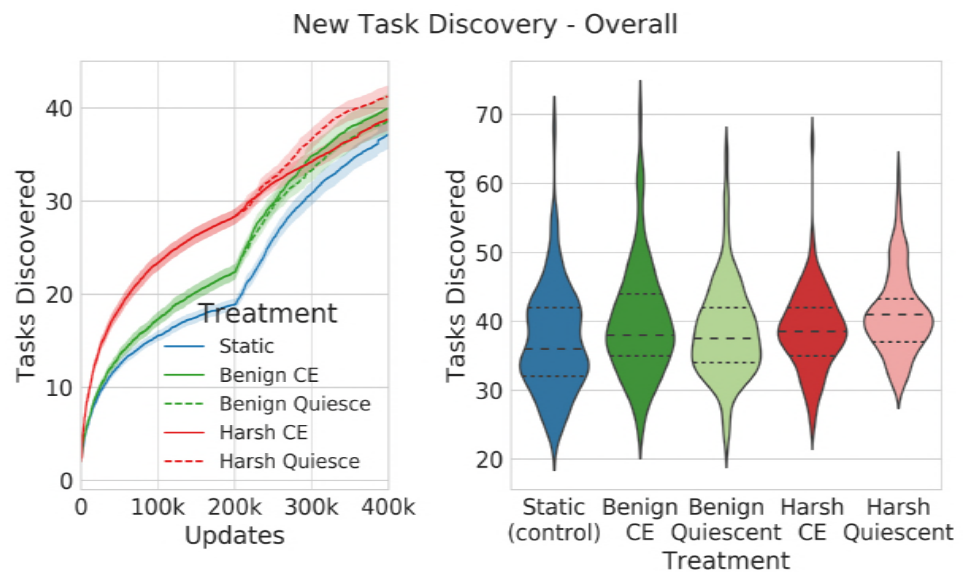 New Task Discovery - Overall
Tasks Discovered
40
30
20
10
0
Treatment
Static
Benign CE
Benign Quiesce
Harsh CE
Harsh Quiesce
0 100k 200k 300k 400k
Updates
Tasks Discovered
70
60
50
40
30
20
Static Benign Benign Harsh Harsh
(control) CE Quiescent CE Quiescent
Treatment